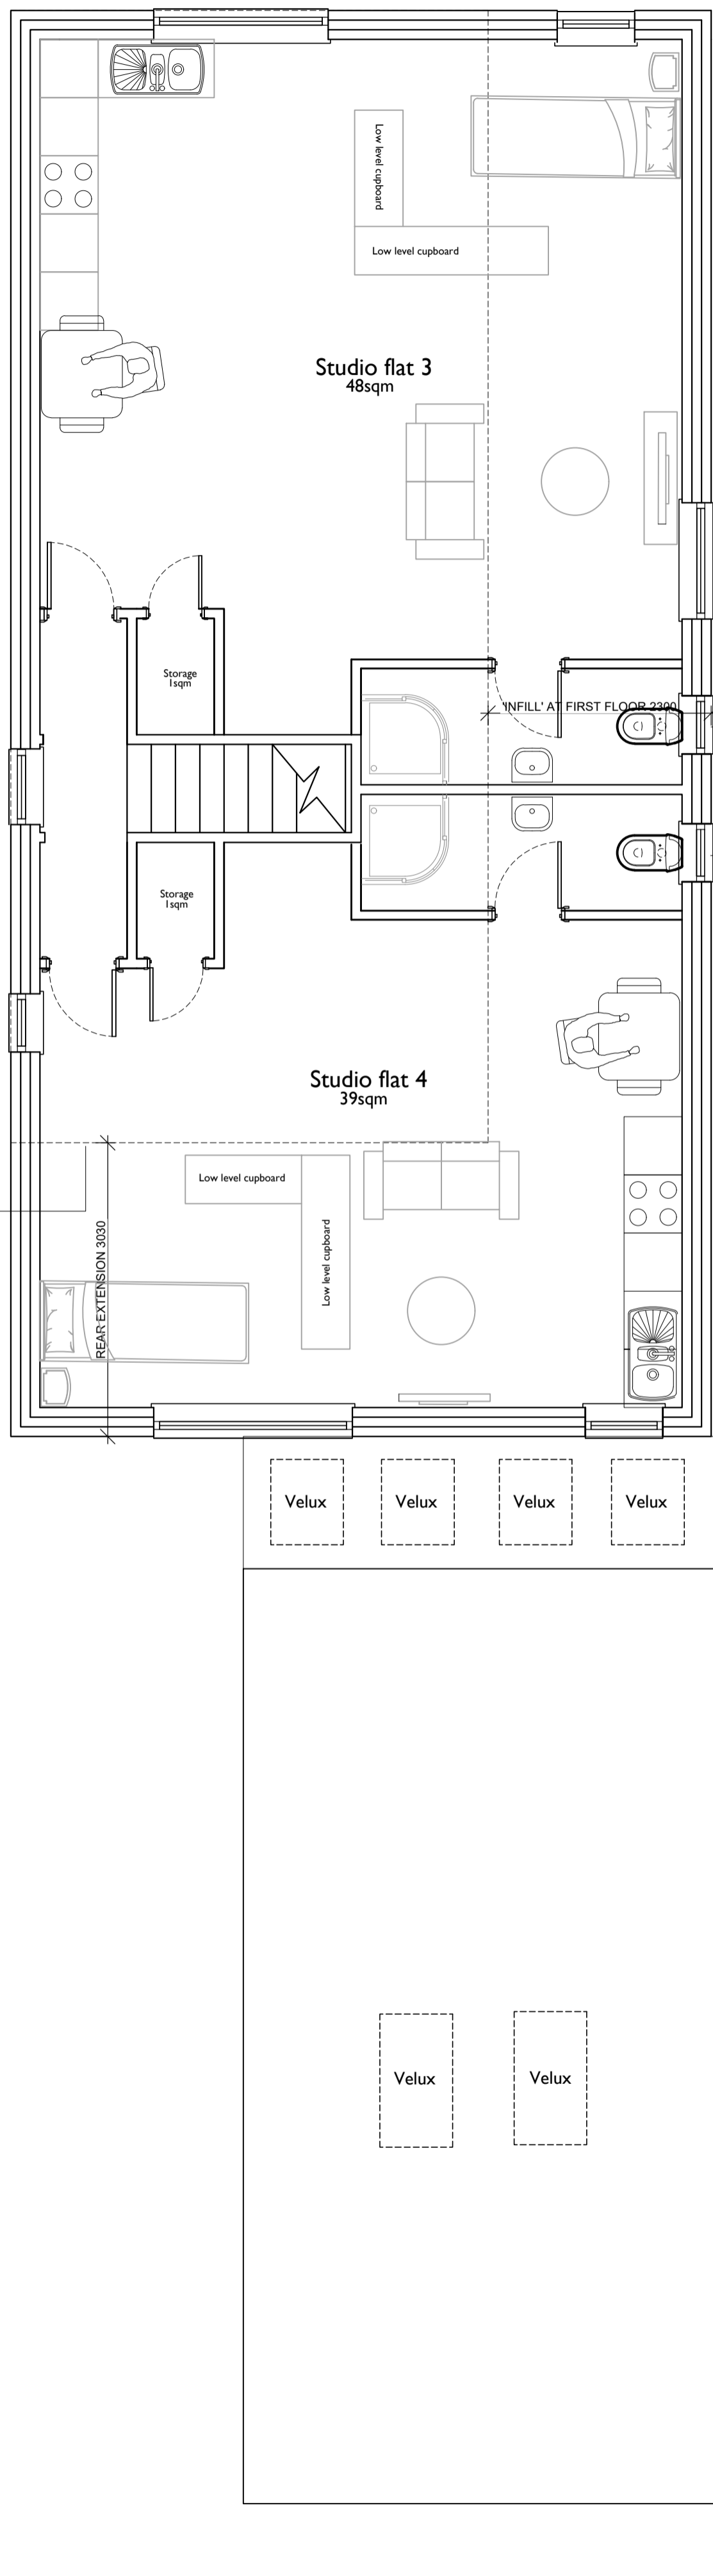 Low level cupboard
Low level cupboard
Studio flat 3
48sqm
Storage
1sqm
'INFILL' AT FIRST FLOOR 2300
Storage
1sqm
Studio flat 4
39sqm
Low level cupboard
Low level cupboard
REAR EXTENSION 3030
Velux
Velux
Velux
Velux
Velux
Velux